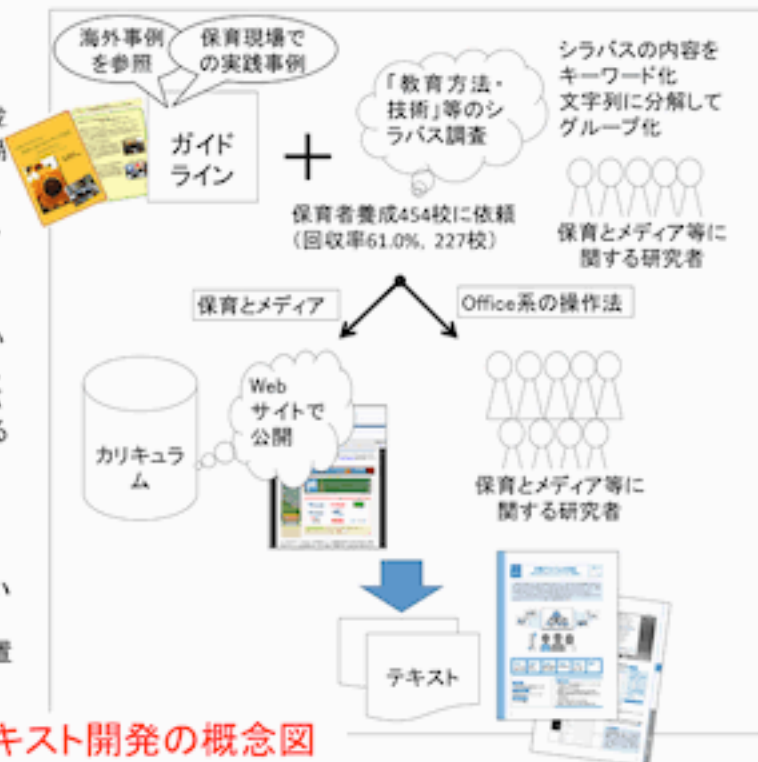 海外事例
を参照
保育現場で
の実践事例
ガイド
ライン
+
「教育方法・
技術」等のシ
ラバス調査
シラバスの内容を
キーワード化
文字列に分解して
グループ化
保育者養成454校に依頼
(回収率61.0%, 227校)
保育とメディア等に
関する研究者
保育とメディア
Office系の操作法
カリキュラ
ム
Web
サイトで
公開
保育とメディア等に
関する研究者
テキスト
い
る
い
置
キスト開発の概念図